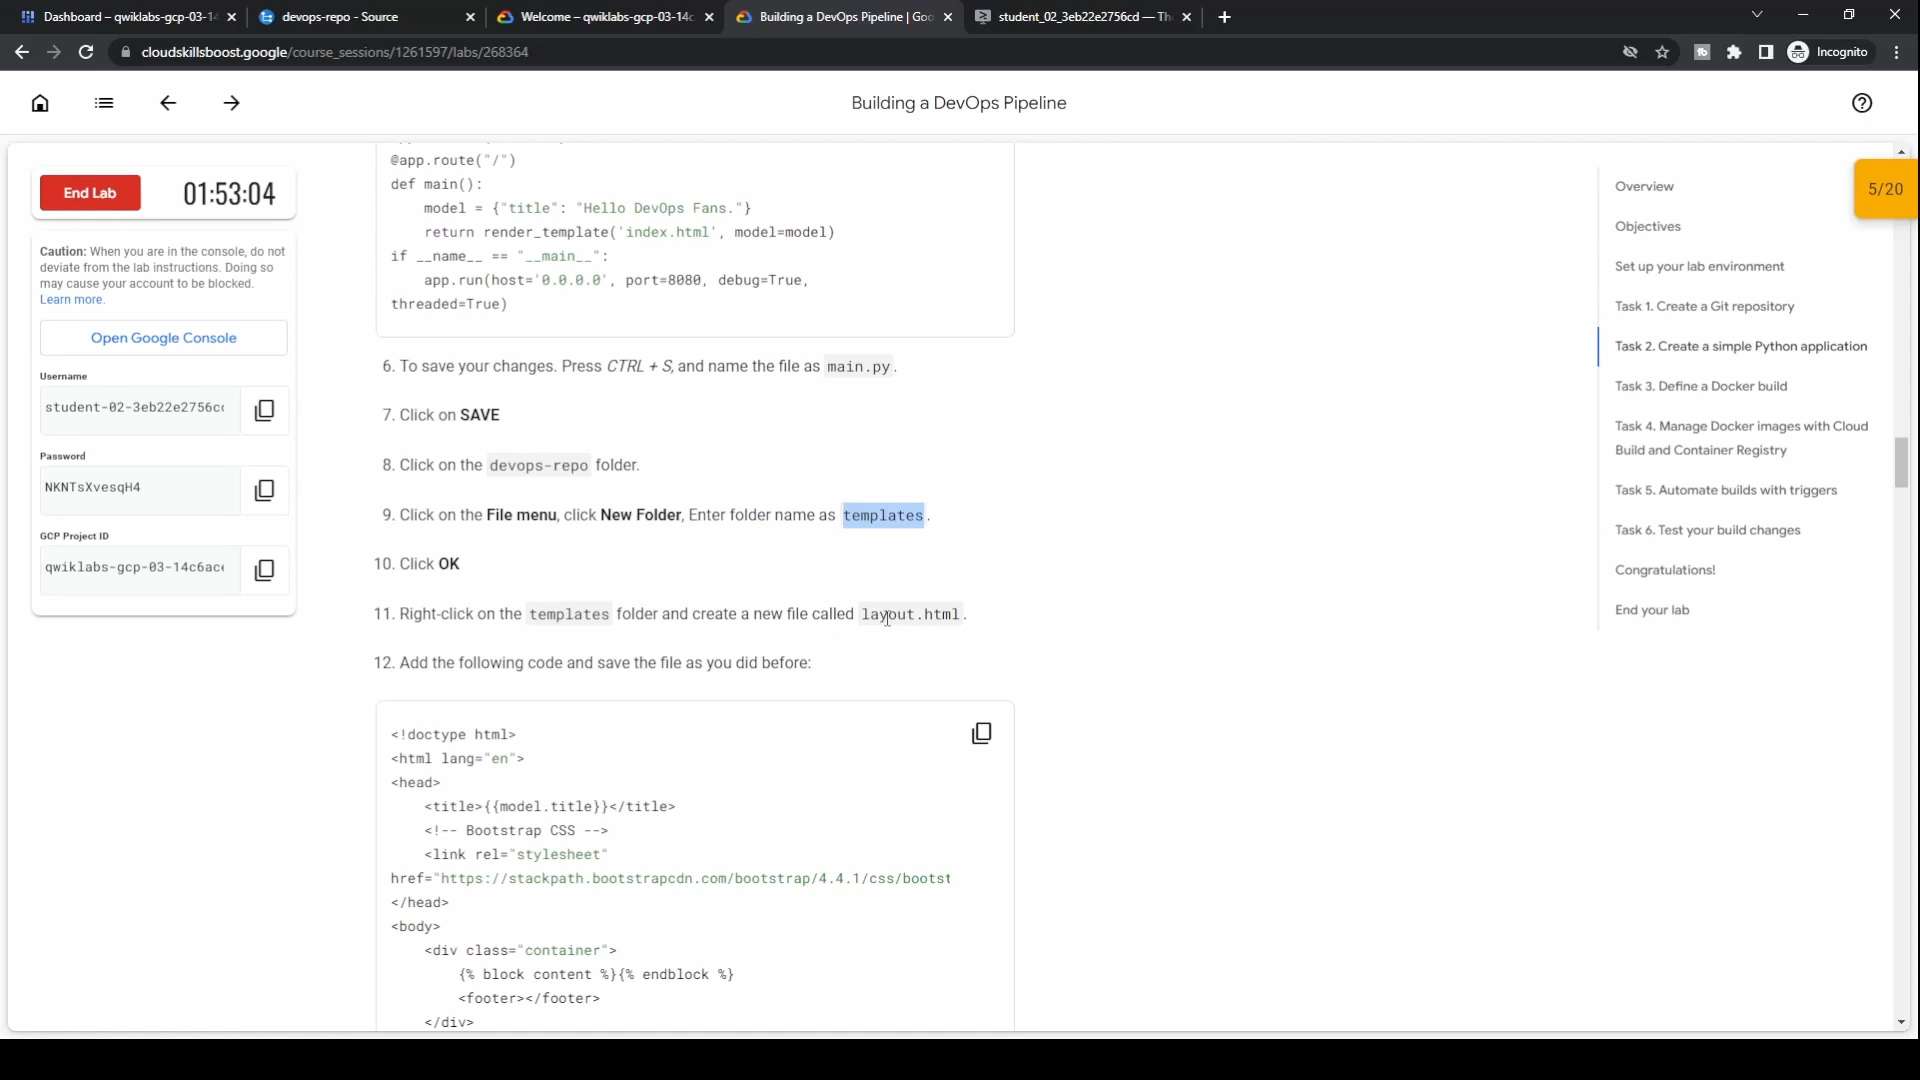 Dashboard – qwiklabs-gcp-03-14
devops-repo - Source
Welcome – qwiklabs-gcp-03-14c
Building a DevOps Pipeline | Goo
student_02_3eb22e2756cd — Th
cloudskillsboost.google/course_sessions/1261597/labs/268364
Incognito
Building a DevOps Pipeline
End Lab
01:53:04
Caution: When you are in the console, do not
deviate from the lab instructions. Doing so
may cause your account to be blocked.
Learn more.
Open Google Console
Username
student-02-3eb22e2756c
Password
NKNTsXvesqH4
GCP Project ID
qwiklabs-gcp-03-14c6ac
@app.route("/")
def main():
model = {"title": "Hello DevOps Fans."}
return render_template('index.html', model=model)
if __name__ == "__main__":
app.run(host='0.0.0.0', port=8080, debug=True,
threaded=True)
6. To save your changes. Press CTRL + S, and name the file as main.py.
7. Click on SAVE
8. Click on the devops-repo folder.
9. Click on the File menu, click New Folder, Enter folder name as templates.
10. Click OK
11. Right-click on the templates folder and create a new file called layout.html.
12. Add the following code and save the file as you did before:
<!doctype html>
<html lang="en">
<head>
<title>{{model.title}}</title>
<!-- Bootstrap CSS -->
<link rel="stylesheet"
href="https://stackpath.bootstrapcdn.com/bootstrap/4.4.1/css/bootst
</head>
<body>
<div class="container">
{% block content %}{% endblock %}
<footer></footer>
</div>
Overview
Objectives
Set up your lab environment
Task 1. Create a Git repository
Task 2. Create a simple Python application
Task 3. Define a Docker build
Task 4. Manage Docker images with Cloud
Build and Container Registry
Task 5. Automate builds with triggers
Task 6. Test your build changes
Congratulations!
End your lab
5/20